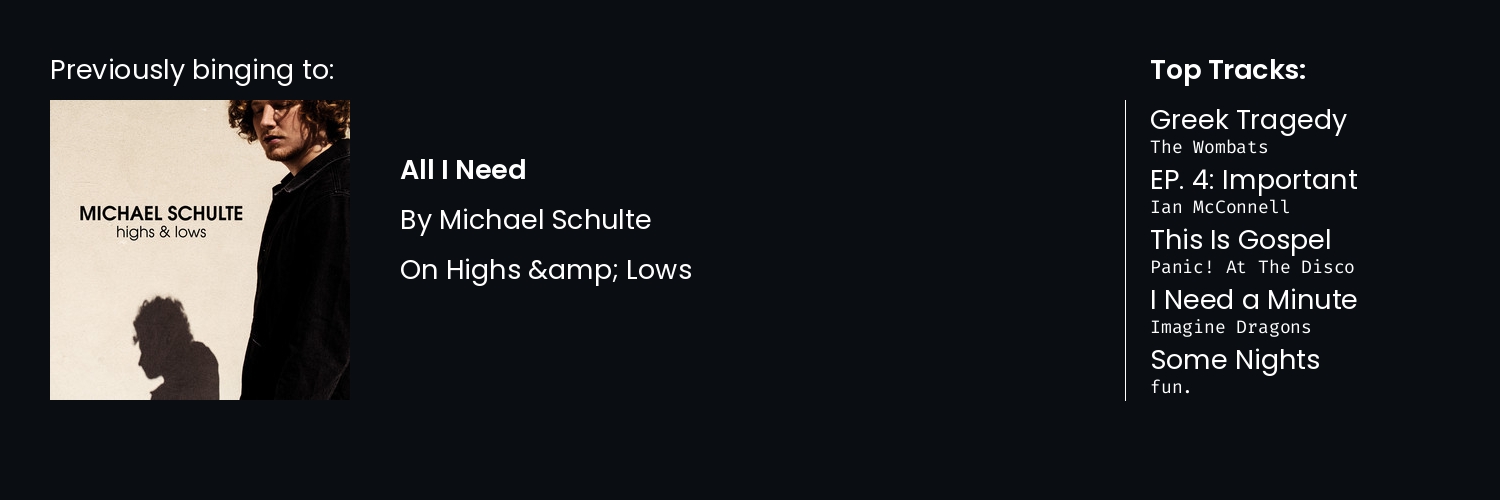 Previously binging to:
MICHAEL SCHULTE
highs & lows
All I Need
By Michael Schulte
On Highs &amp; Lows
Top Tracks:
Greek Tragedy
The Wombats
EP. 4: Important
Ian McConnell
This Is Gospel
Panic! At The Disco
I Need a Minute
Imagine Dragons
Some Nights
fun.